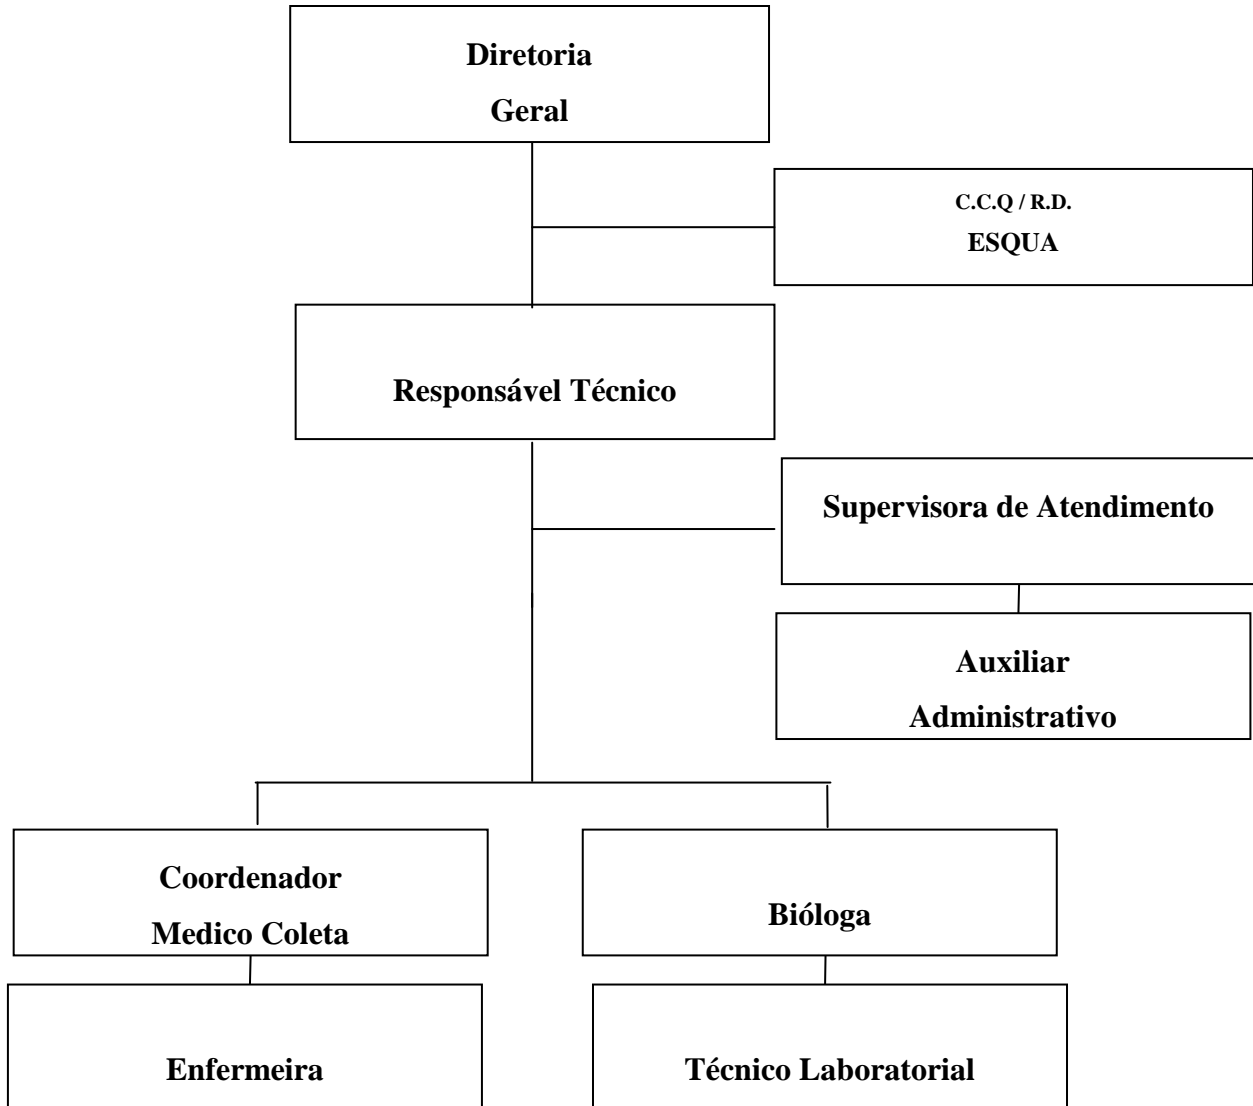 Diretoria
Geral
C.C.Q / R.D.
ESQUA
Responsável Técnico
Supervisora de Atendimento
Auxiliar
Administrativo
Coordenador
Medico Coleta
Bióloga
Enfermeira
Técnico Laboratorial